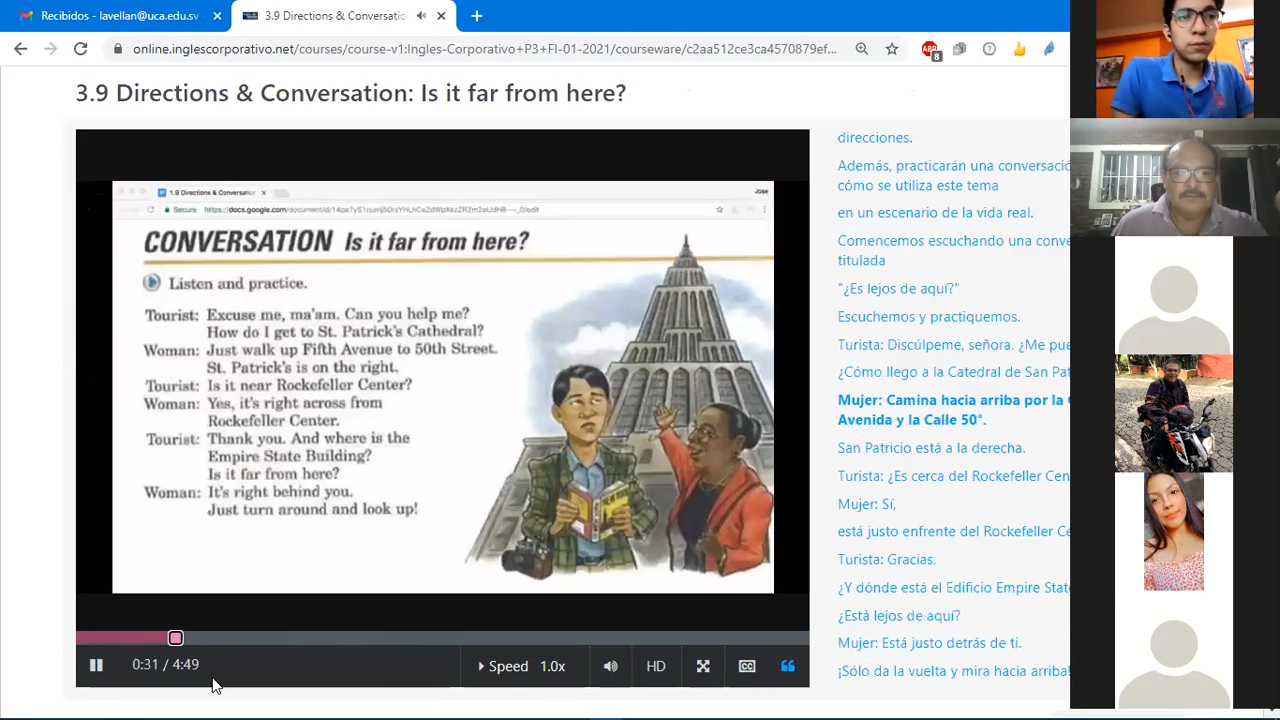 Recibidos - lavellan@uca.edu.sv
3.9 Directions & Conversatio
online.inglescorporativo.net/courses/course-v1:Ingles-Corporativo+P3+FI-01-2021/courseware/c2aa512ce3ca4570879ef...
ABP
8
3.9 Directions & Conversation: Is it far from here?
1.9 Directions & Conversatio
Jose
Secure
CONVERSATION Is it far from here?
Listen and practice.
Tourist: Excuse me, ma'am. Can you help me?
How do I get to St. Patrick's Cathedral?
Woman: Just walk up Fifth Avenue to 50th Street.
St. Patrick's is on the right.
Tourist: Is it near Rockefeller Center?
Woman: Yes, it's right across from
Rockefeller Center.
Tourist: Thank you. And where is the
Empire State Building?
Is it far from here?
Woman: It's right behind you.
Just turn around and look up!
0:31 / 4:49
Speed 1.0x
HD
CC
direcciones.
Además, practicarán una conversació
cómo se utiliza este tema
en un escenario de la vida real.
Comencemos escuchando una conve
titulada
"¿Es lejos de aquí?"
Escuchemos y practiquemos.
Turista: Discúlpeme, señora. ¿Me pue
¿Cómo llego a la Catedral de San Pat
Mujer: Camina hacia arriba por la
Avenida y la Calle 50°.
San Patricio está a la derecha.
Turista: ¿Es cerca del Rockefeller Cen
Mujer: Sí,
está justo enfrente del Rockefeller Ce
Turista: Gracias.
¿Y dónde está el Edificio Empire Stat
¿Está lejos de aquí?
Mujer: Está justo detrás de ti.
¡Sólo da la vuelta y mira hacia arriba!